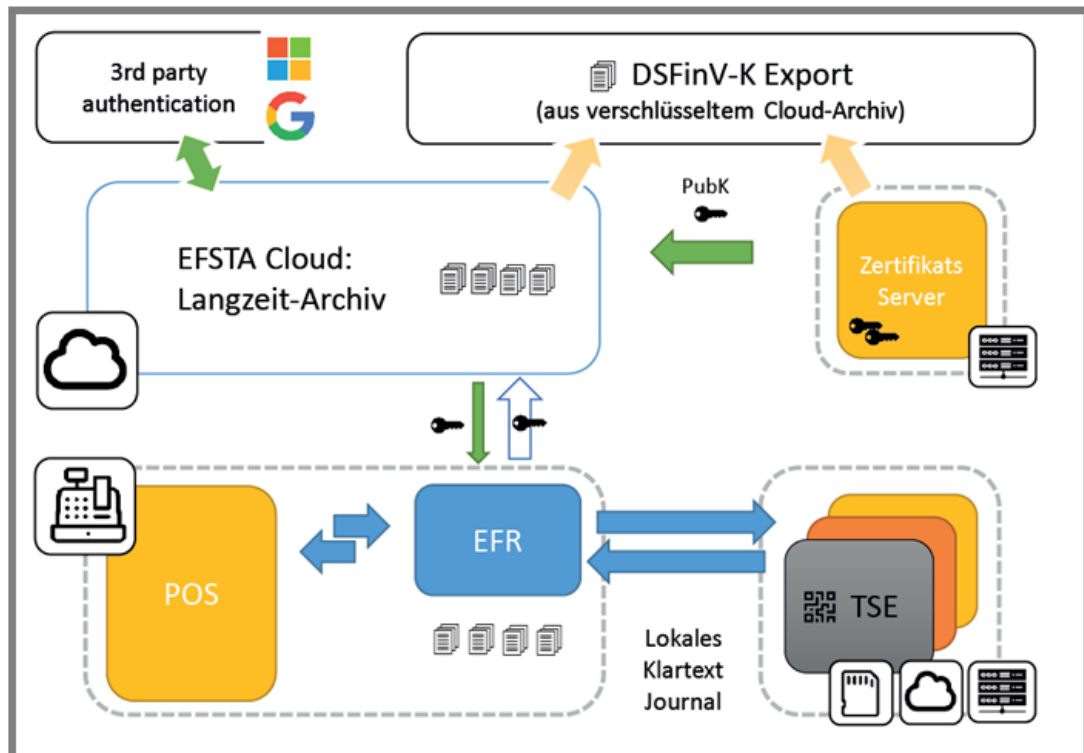 3rd party
authentication
DSFinV-K Export
(aus verschlüsseltem Cloud-Archiv)
PubK
EFSTA Cloud:
Langzeit-Archiv
Zertifikats
Server
POS
EFR
TSE
Lokales
Klartext
Journal